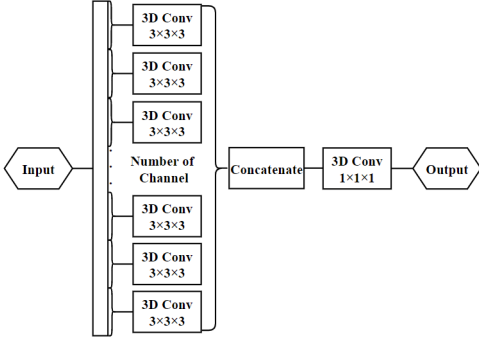 3D Conv
3×3×3
3D Conv
3×3×3
3D Conv
3×3×3
Input
Number of
Channel
Concatenate
3D Conv
1×1×1
Output
3D Conv
3×3×3
3D Conv
3×3×3
3D Conv
3×3×3